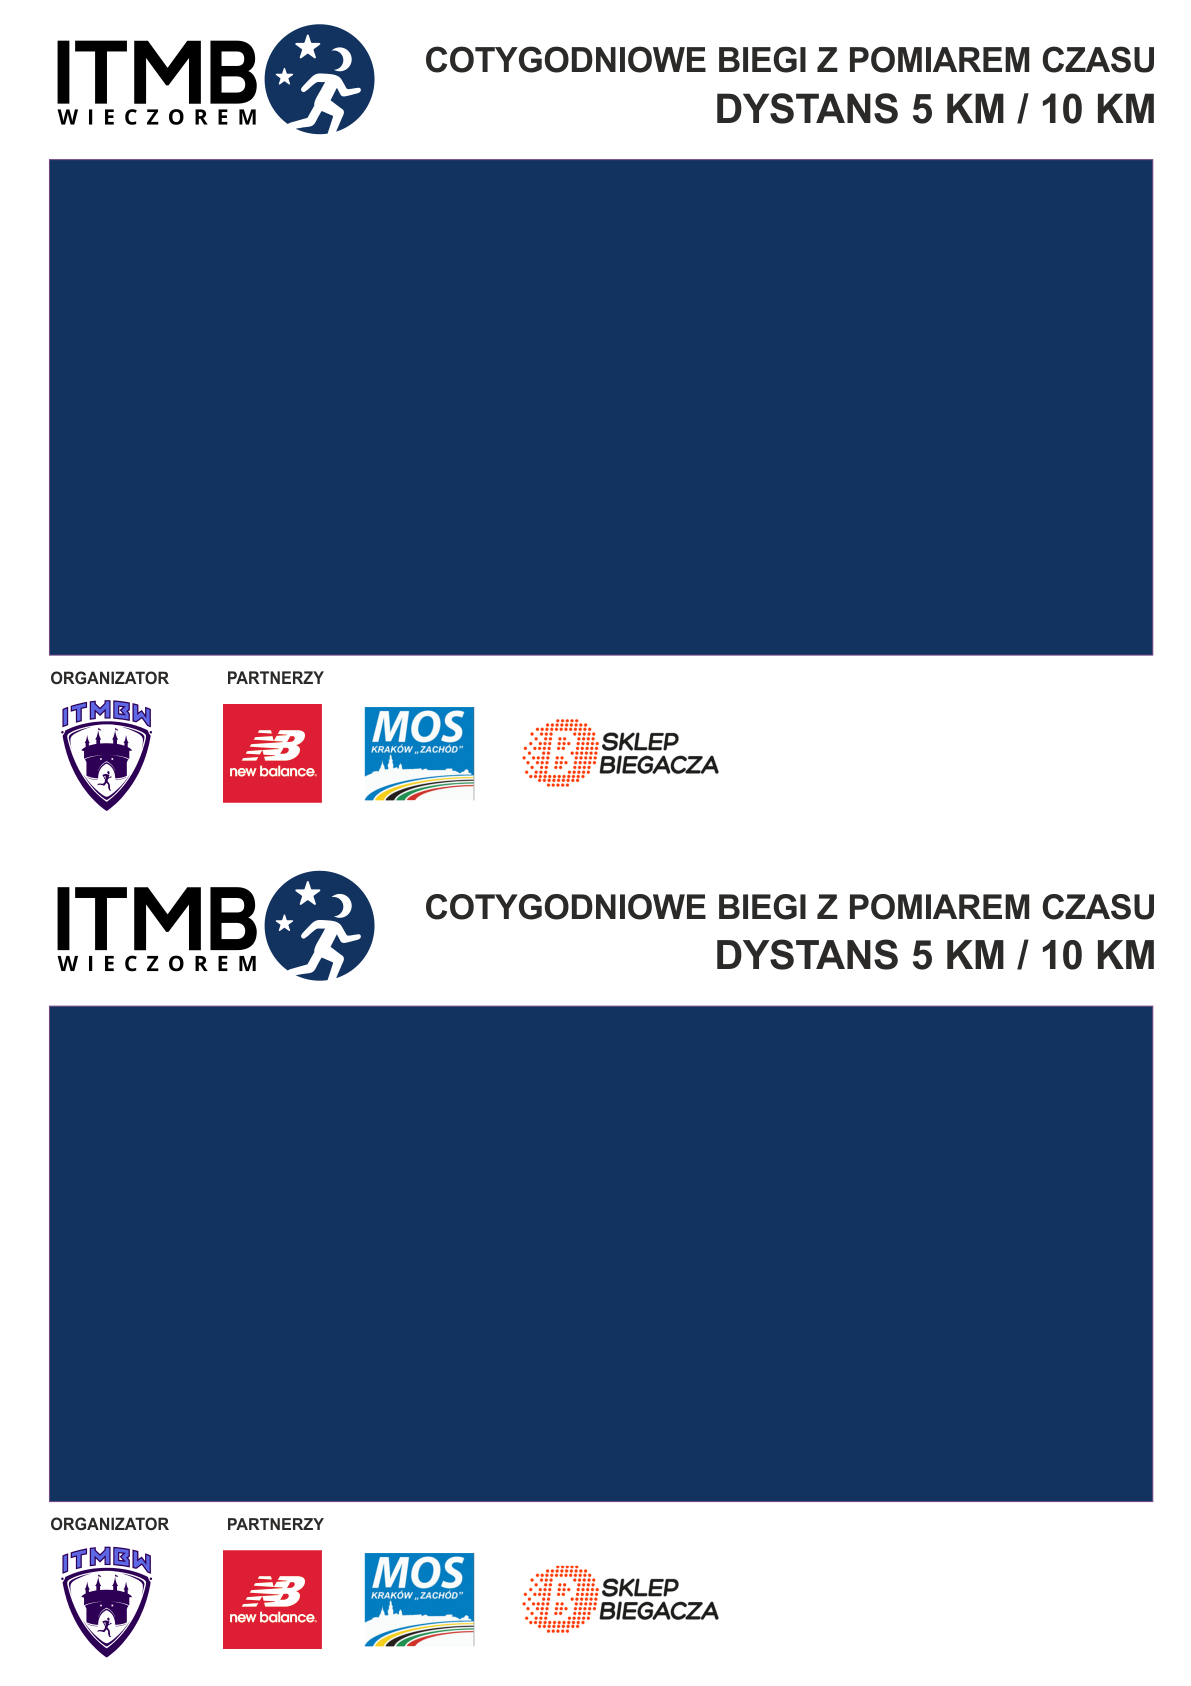 ITMB
WIECZOREM
COTYGODNIOWE BIEGI Z POMIAREM CZASU
DYSTANS 5 KM / 10 KM
ORGANIZATOR
PARTNERZY
ITMBW
NB
new balance.
MOS
KRAKÓW „ZACHÓD”
B
SKLEP
BIEGACZA
ITMB
WIECZOREM
COTYGODNIOWE BIEGI Z POMIAREM CZASU
DYSTANS 5 KM / 10 KM
ORGANIZATOR
PARTNERZY
ITMBW
NB
new balance.
MOS
KRAKÓW „ZACHÓD”
B
SKLEP
BIEGACZA